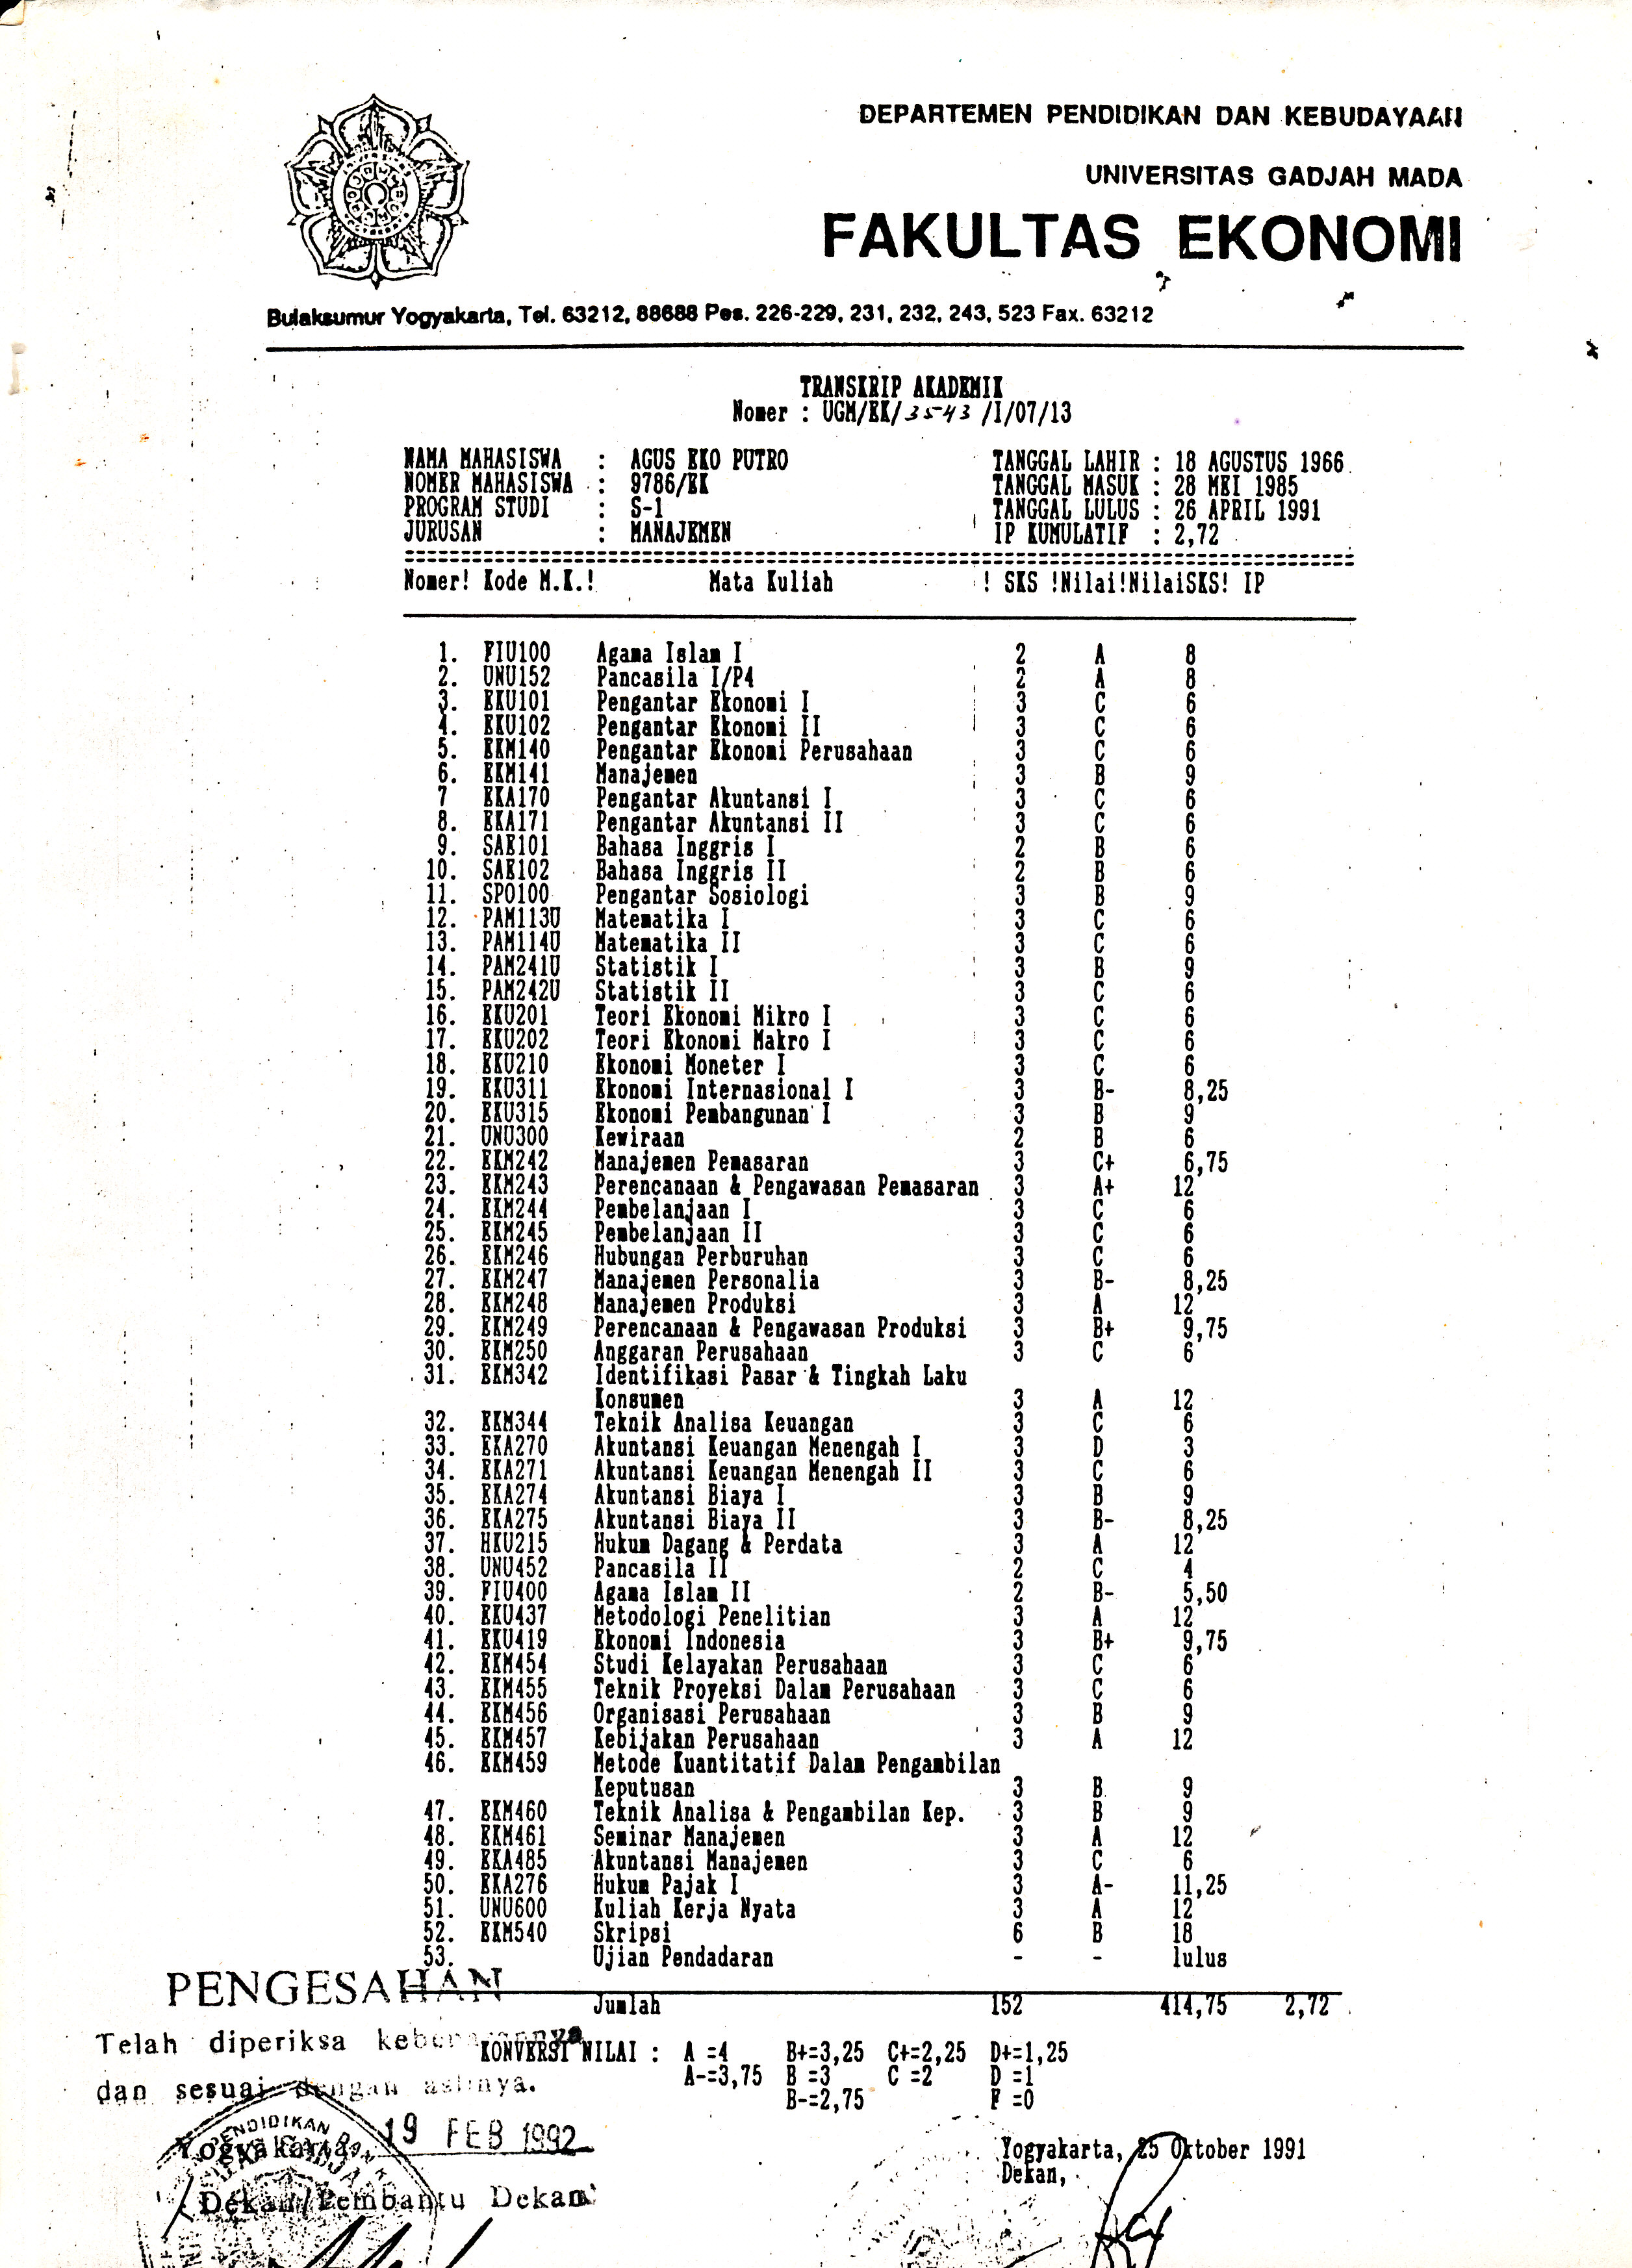 DEPARTEMEN PENDIDIKAN DAN KEBUDAYAAN
UNIVERSITAS GADJAH MADA
FAKULTAS EKONOMI
Bulaksumur Yogyakarta, Tel. 63212, 88688 Pes. 226-229, 231, 232, 243, 523 Fax. 63212
TRANSKRIP AKADEMIK
Nomer : UGM/EK/3543/I/07/13
NAMA MAHASISWA : AGUS EKO PUTRO TANGGAL LAHIR : 18 AGUSTUS 1966
NOMER MAHASISWA : 9786/EK TANGGAL MASUK : 28 MEI 1985
PROGRAM STUDI : S-1 TANGGAL LULUS : 26 APRIL 1991
JURUSAN : MANAJEMEN IP KUMULATIF : 2,72
Nomer! Kode M.K.! Mata Kuliah ! SKS !Nilai!NilaiSKS! IP
1. FIU100 Agama Islam I 2 A 8
2. UNU152 Pancasila I/P4 2 A 8
3. EKU101 Pengantar Ekonomi I 3 C 6
4. EKU102 Pengantar Ekonomi II 3 C 6
5. EKM140 Pengantar Ekonomi Perusahaan 3 C 6
6. EKM141 Manajemen 3 B 9
7 EKA170 Pengantar Akuntansi I 3 C 6
8. EKA171 Pengantar Akuntansi II 3 C 6
9. SAE101 Bahasa Inggris I 2 B 6
10. SAE102 Bahasa Inggris II 2 B 6
11. SPO100 Pengantar Sosiologi 3 B 9
12. PAM113U Matematika I 3 C 6
13. PAM114U Matematika II 3 C 6
14. PAM241U Statistik I 3 B 9
15. PAM242U Statistik II 3 C 6
16. EKU201 Teori Ekonomi Mikro I 3 C 6
17. EKU202 Teori Ekonomi Makro I 3 C 6
18. EKU210 Ekonomi Moneter I 3 C 6
19. EKU311 Ekonomi Internasional I 3 B- 8,25
20. EKU315 Ekonomi Pembangunan I 3 B 9
21. UNU300 Kewiraan 2 B 6
22. EKM242 Manajemen Pemasaran 3 C+ 6,75
23. EKM243 Perencanaan & Pengawasan Pemasaran 3 A+ 12
24. EKM244 Pembelanjaan I 3 C 6
25. EKM245 Pembelanjaan II 3 C 6
26. EKM246 Hubungan Perburuhan 3 C 6
27. EKM247 Manajemen Personalia 3 B- 8,25
28. EKM248 Manajemen Produksi 3 A 12
29. EKM249 Perencanaan & Pengawasan Produksi 3 B+ 9,75
30. EKM250 Anggaran Perusahaan 3 C 6
31. EKM342 Identifikasi Pasar & Tingkah Laku
Konsumen 3 A 12
32. EKM344 Teknik Analisa Keuangan 3 C 6
33. EKA270 Akuntansi Keuangan Menengah I 3 D 3
34. EKA271 Akuntansi Keuangan Menengah II 3 C 6
35. EKA274 Akuntansi Biaya I 3 B 9
36. EKA275 Akuntansi Biaya II 3 B- 8,25
37. HKU215 Hukum Dagang & Perdata 3 A 12
38. UNU452 Pancasila II 2 C 4
39. FIU400 Agama Islam II 2 B- 5,50
40. EKU437 Metodologi Penelitian 3 A 12
41. EKU419 Ekonomi Indonesia 3 B+ 9,75
42. EKM454 Studi Kelayakan Perusahaan 3 C 6
43. EKM455 Teknik Proyeksi Dalam Perusahaan 3 C 6
44. EKM456 Organisasi Perusahaan 3 B 9
45. EKM457 Kebijakan Perusahaan 3 A 12
46. EKM459 Metode Kuantitatif Dalam Pengambilan
Keputusan 3 B 9
47. EKM460 Teknik Analisa & Pengambilan Kep. 3 B 9
48. EKM461 Seminar Manajemen 3 A 12
49. EKA485 Akuntansi Manajemen 3 C 6
50. EKA276 Hukum Pajak I 3 A- 11,25
51. UNU600 Kuliah Kerja Nyata 3 A 12
52. EKM540 Skripsi 6 B 18
53. Ujian Pendadaran - - lulus
Jumlah 152 414,75 2,72
KONVERSI NILAI : A =4 B+=3,25 C+=2,25 D+=1,25
A-=3,75 B =3 C =2 D =1
B-=2,75 F =0
PENGESAHAN
Telah diperiksa kebenarannya
dan sesuai dengan aslinya.
Yogyakarta, 19 FEB 1992
Dekan/Pembantu Dekan
Yogyakarta, 25 Oktober 1991
Dekan,